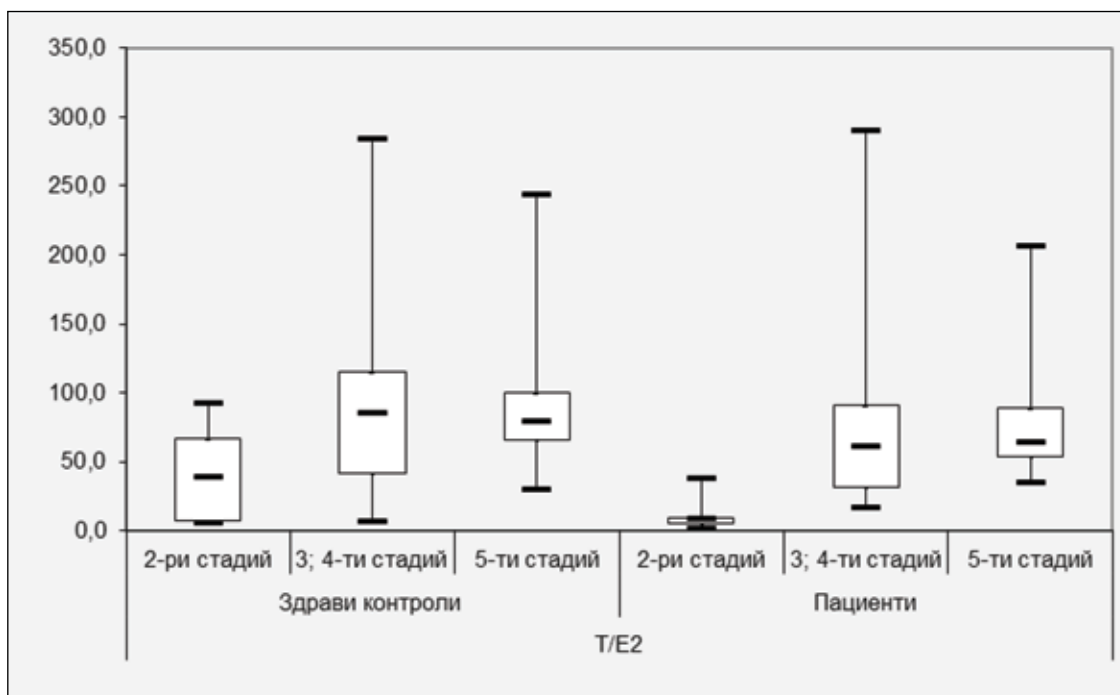 350,0
300,0
250,0
200,0
150,0
100,0
50,0
0,0
2-ри стадий 3; 4-ти стадий 5-ти стадий 2-ри стадий 3; 4-ти стадий 5-ти стадий
Здрави контроли Пациенти
T/E2